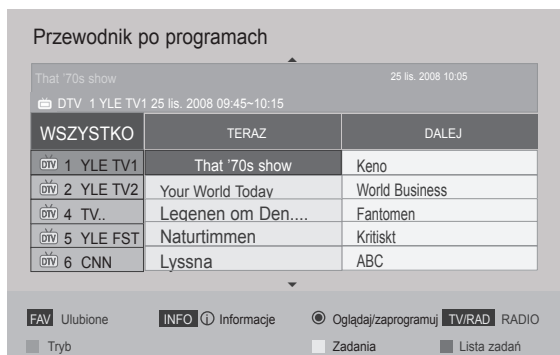 Przewodnik po programach
That '70s show 25 lis. 2008 10:05
DTV 1 YLE TV1 25 lis. 2008 09:45~10:15
WSZYSTKO TERAZ DALEJ
DTV 1 YLE TV1 That '70s show Keno
DTV 2 YLE TV2 Your World Today World Business
DTV 4 TV.. Legenen om Den.... Fantomen
DTV 5 YLE FST Naturtimmen Kritiskt
DTV 6 CNN Lyssna ABC
FAV Ulubione INFO i Informacje Oglądaj/zaprogramuj TV/RAD RADIO
Tryb Zadania Lista zadań